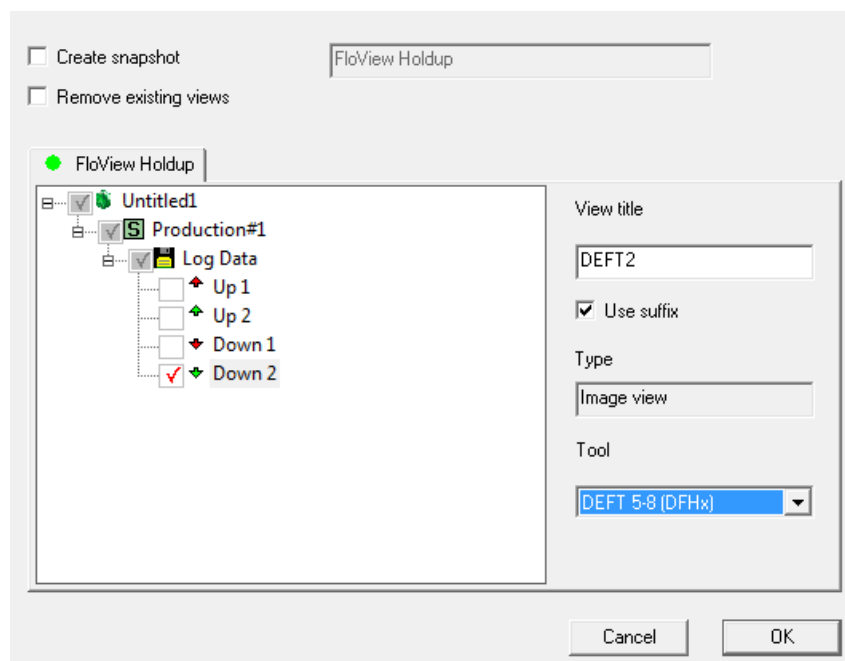 Create snapshot
FloView Holdup
Remove existing views
FloView Holdup
Untitled1
S Production#1
Log Data
Up 1
Up 2
Down 1
Down 2
View title
DEFT2
Use suffix
Type
Image view
Tool
DEFT 5-8 (DFHx)
Cancel
OK